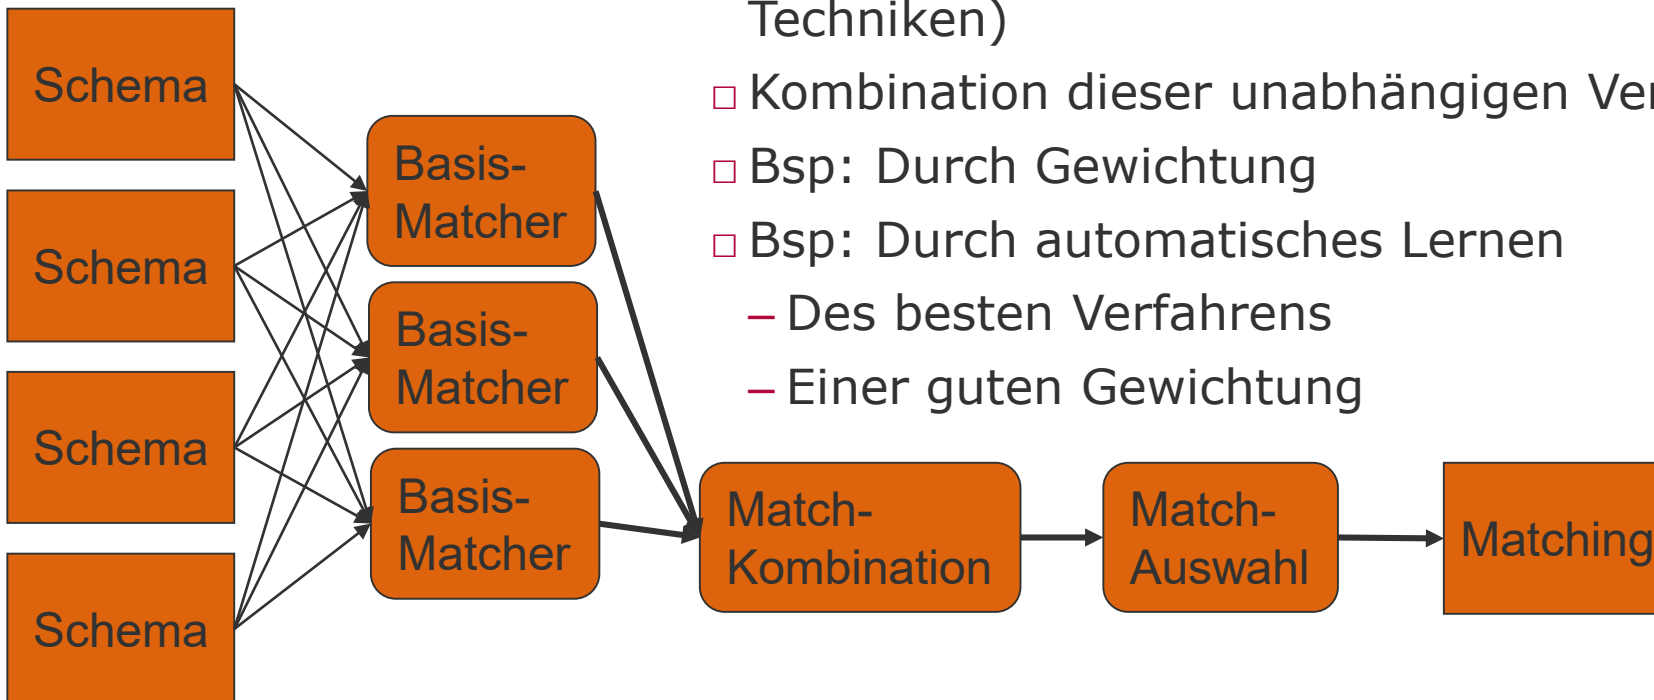 Techniken)
Kombination dieser unabhängigen
Bsp: Durch Gewichtung
Bsp: Durch automatisches Lernen
– Des besten Verfahrens
– Einer guten Gewichtung
Schema
Schema
Schema
Schema
Basis-
Matcher
Basis-
Matcher
Basis-
Matcher
Match-
Kombination
Match-
Auswahl
Matching